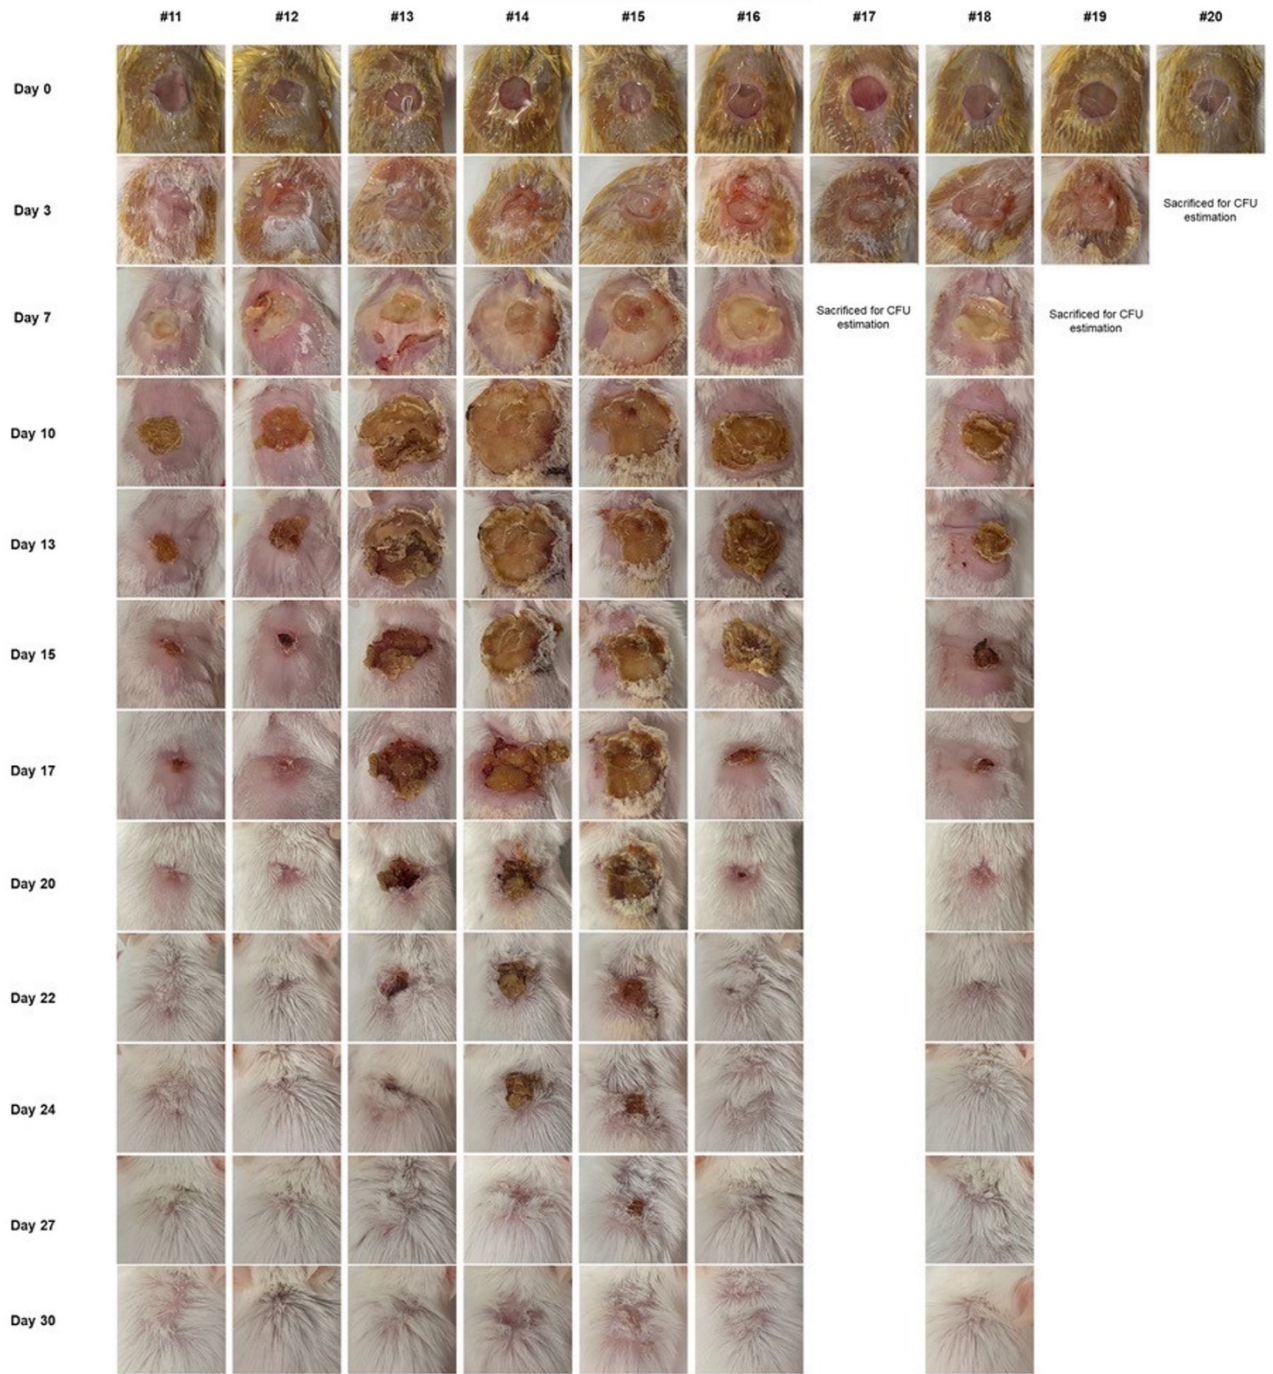 #11 #12 #13 #14 #15 #16 #17 #18 #19 #20
Day 0
Day 3
Sacrificed for CFU
estimation
Day 7
Sacrificed for CFU
estimation
Sacrificed for CFU
estimation
Day 10
Day 13
Day 15
Day 17
Day 20
Day 22
Day 24
Day 27
Day 30